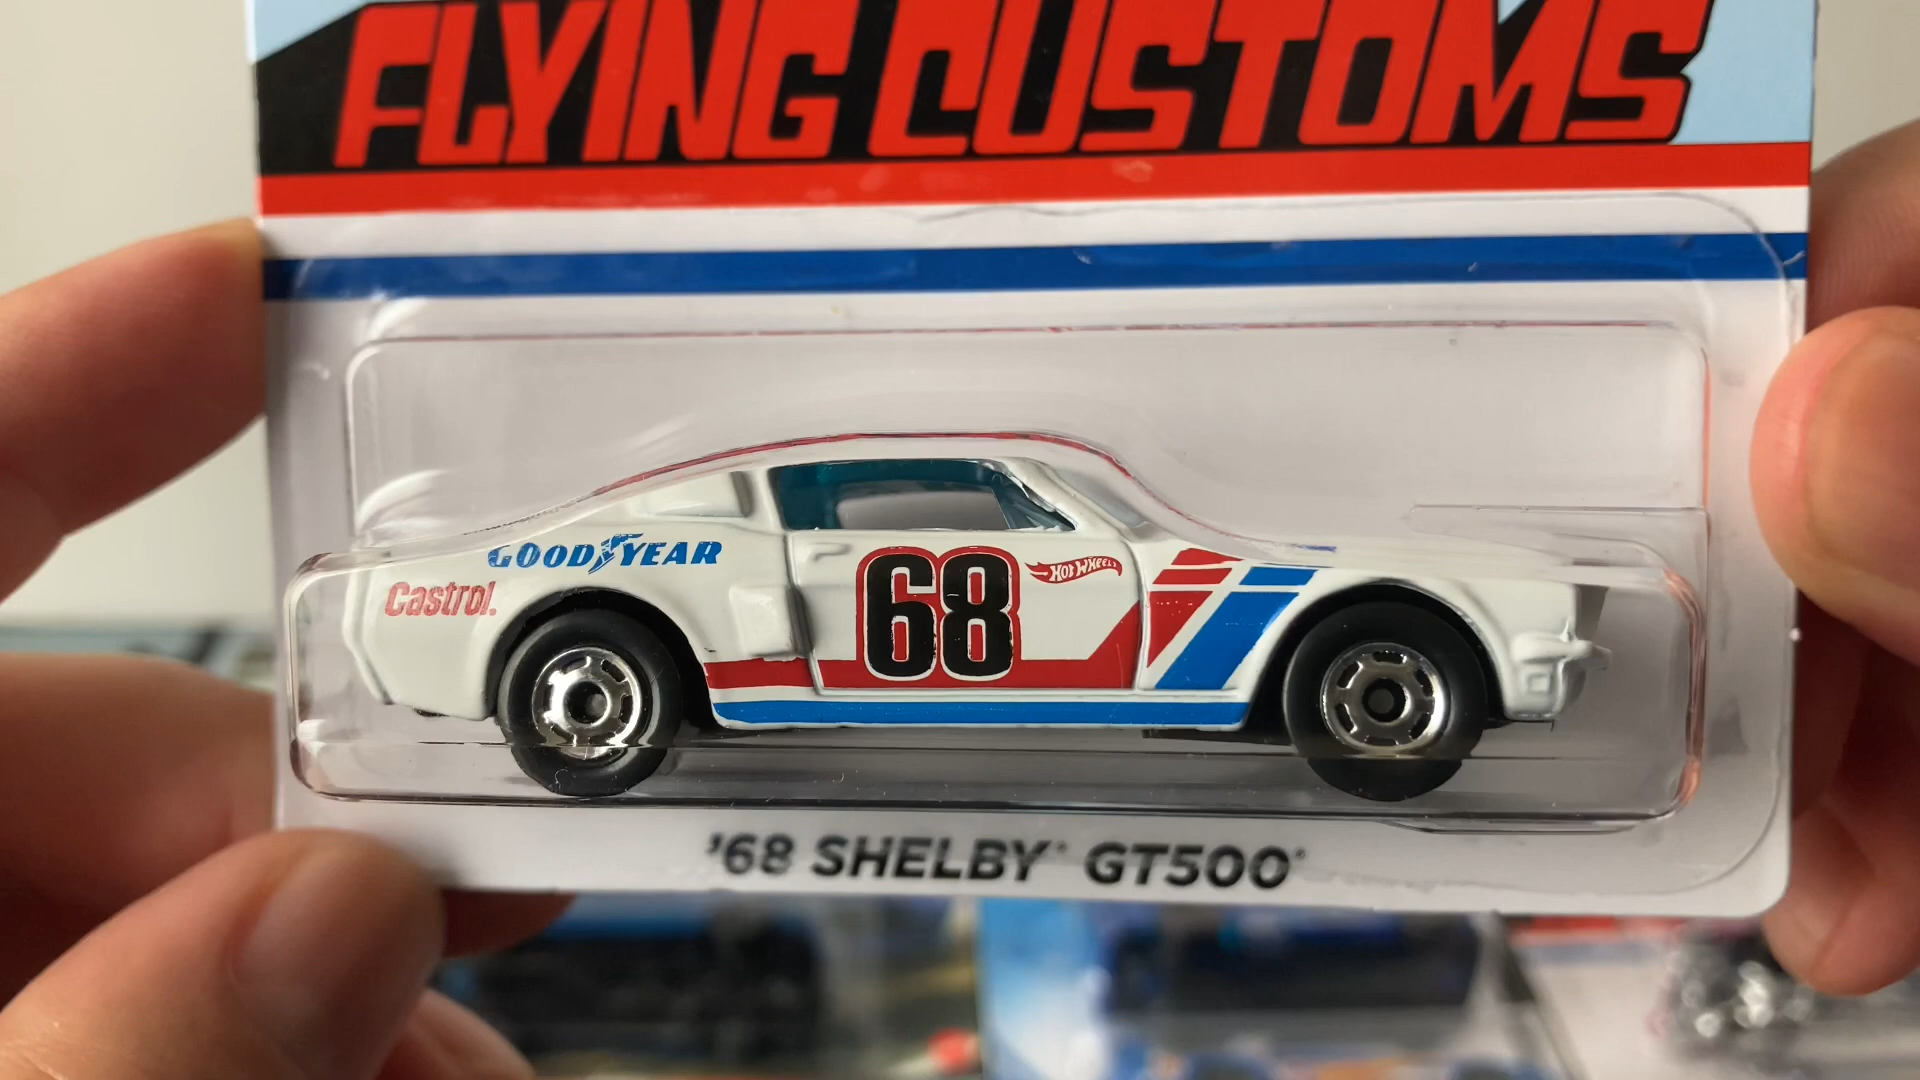 FLYING CUSTOMS
GOODYEAR
Castrol.
68
HOT WHEELS
'68 SHELBY® GT500®